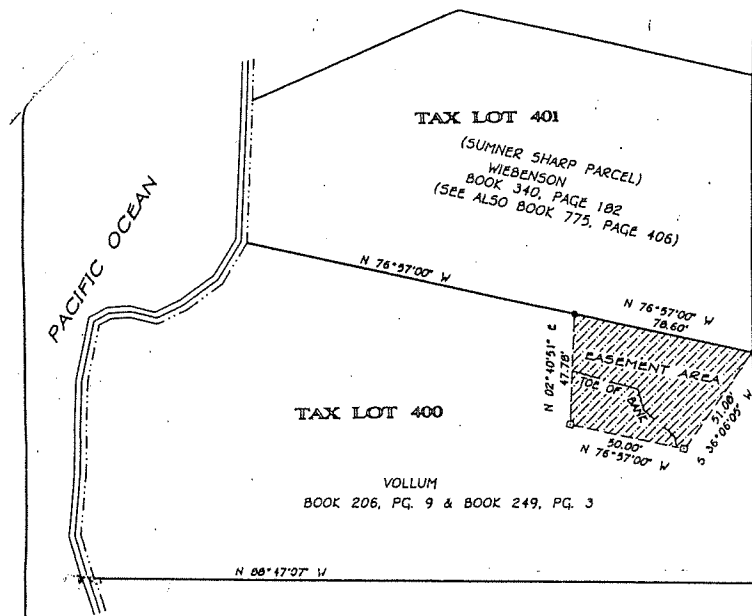 TAX LOT 401
(SUMNER SHARP PARCEL)
WIEBENSON
BOOK 340, PAGE 182
(SEE ALSO BOOK 775, PAGE 406)
PACIFIC OCEAN
N 76°57'00" W
N 76°57'00" W
78.60'
EASEMENT AREA
TOE OF BANK
N 02°40'51" E
47.78'
51.08'
S 36°06'05" W
50.00'
N 76°57'00" W
TAX LOT 400
VOLLUM
BOOK 206, PG. 9 & BOOK 249, PG. 3
N 88°47'07" W